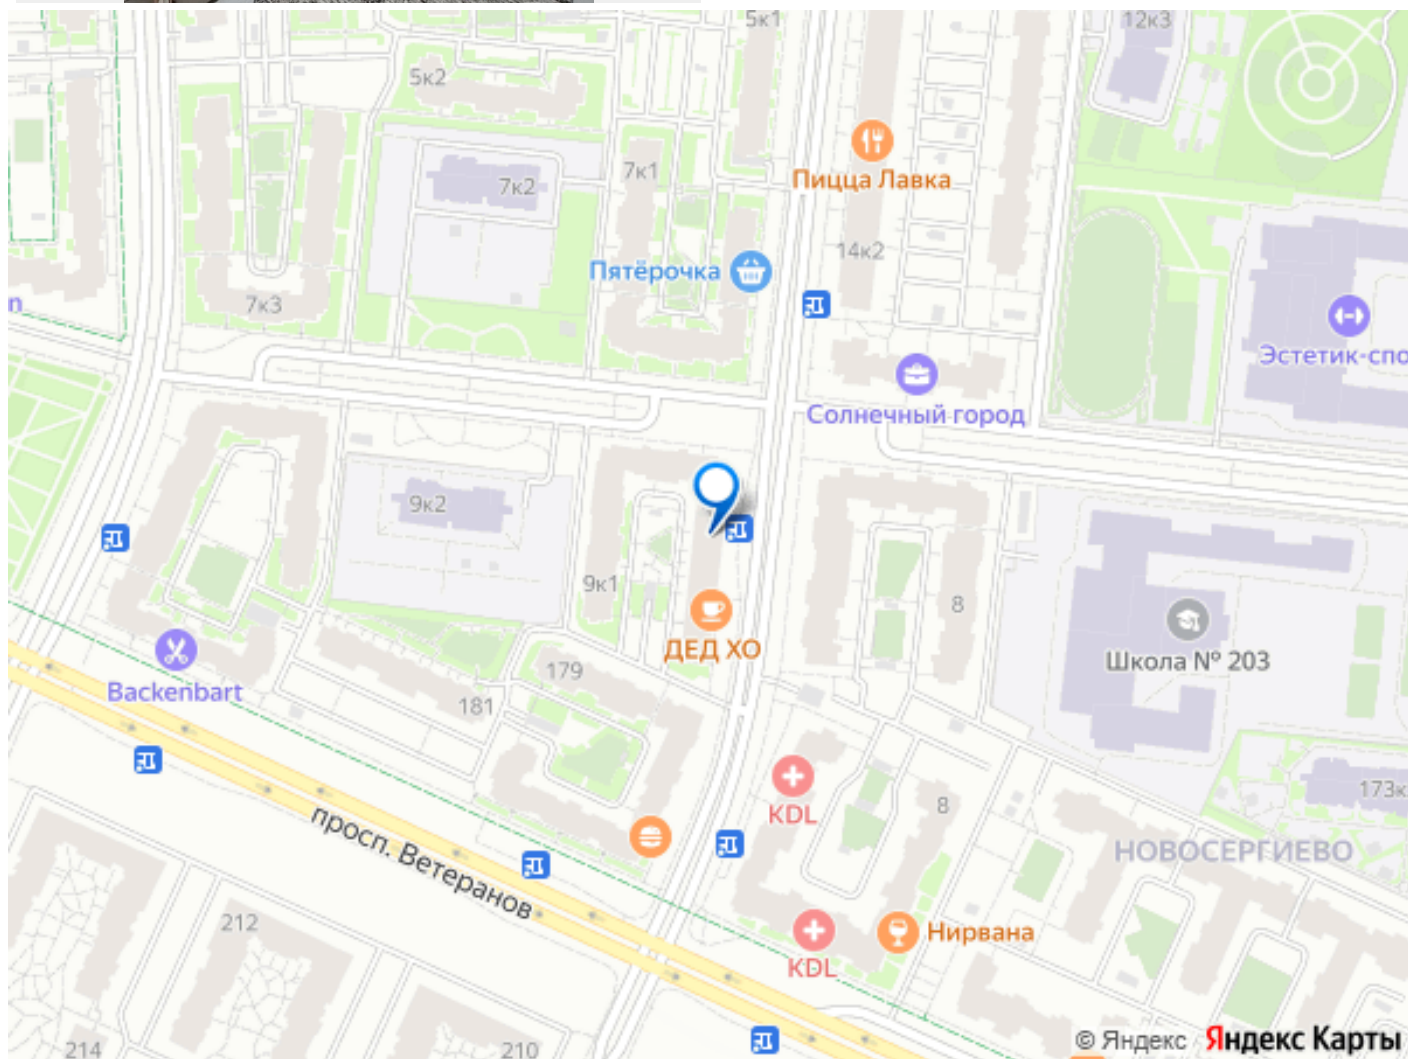 5к1
12к3
5к2
7к1
7к2
Пицца Лавка
14к2
Пятёрочка
7к3
n
Эстетик-спо
Солнечный город
9к2
9к1
8
ДЕД ХО
Школа № 203
179
181
Backenbart
173к
KDL
8
просп. Ветеранов
НОВОСЕРГИЕВО
212
Нирвана
KDL
214
210
© Яндекс Яндекс Карты